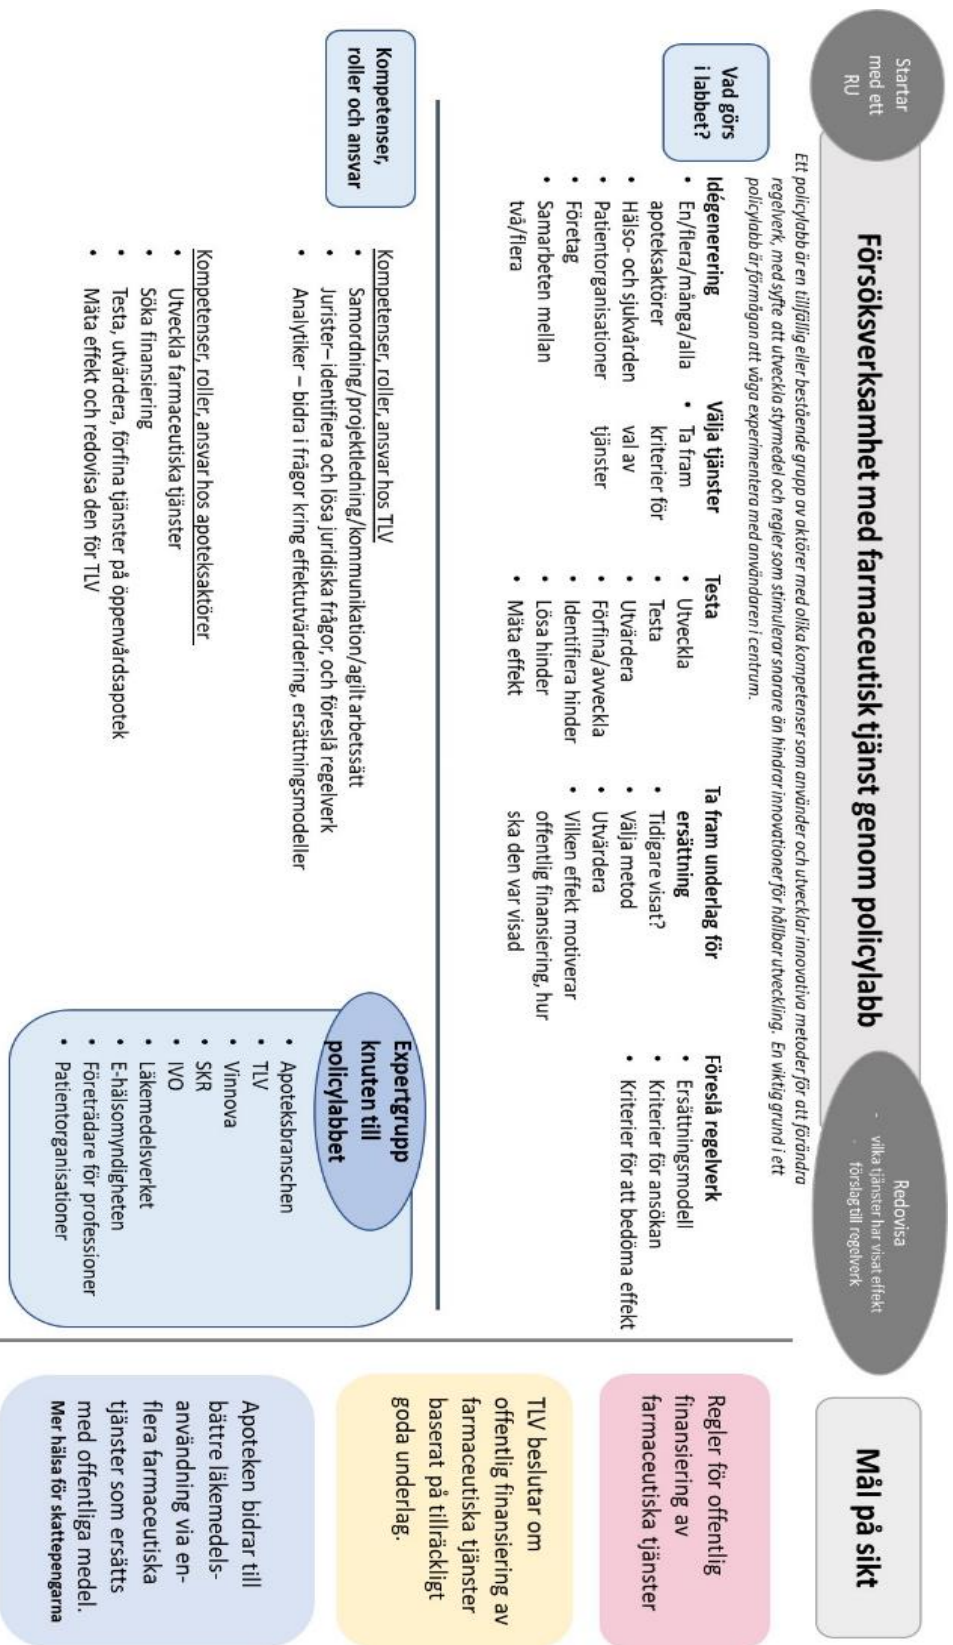 Startar
med ett
RU
Försöksverksamhet med farmaceutisk tjänst genom policylabb
Redovisa
- vilka tjänster har visat effekt
- förslag till regelverk
Mål på sikt
Ett policylabb är en tillfällig eller bestående grupp av aktörer med olika kompetenser som använder och utvecklar innovativa metoder för att förändra
regelverk, med syfte att utveckla styrmedel och regler som stimulerar snarare än hindrar innovationer för hållbar utveckling. En viktig grund i ett
policylabb är förmågan att våga experimentera med användaren i centrum.
Vad görs
i labbet?
Idégenerering
• En/flera/många/alla
apoteksaktörer
• Hälso- och sjukvården
• Patientorganisationer
• Företag
• Samarbeten mellan
två/flera
Välja tjänster
• Ta fram
kriterier för
val av
tjänster
Testa
• Utveckla
• Testa
• Utvärdera
• Förfina/avveckla
• Identifiera hinder
• Lösa hinder
• Mäta effekt
Ta fram underlag för
ersättning
• Tidigare visat?
• Välja metod
• Utvärdera
• Vilken effekt motiverar
offentlig finansiering, hur
ska den var visad
Föreslå regelverk
• Ersättningsmodell
• Kriterier för ansökan
• Kriterier för att bedöma effekt
Kompetenser,
roller och ansvar
Kompetenser, roller, ansvar hos TLV
• Samordning/projektledning/kommunikation/agilt arbetssätt
• Jurister– identifiera och lösa juridiska frågor, och föreslå regelverk
• Analytiker – bidra i frågor kring effektutvärdering, ersättningsmodeller
Kompetenser, roller, ansvar hos apoteksaktörer
• Utveckla farmaceutiska tjänster
• Söka finansiering
• Testa, utvärdera, förfina tjänster på öppenvårdsapotek
• Mäta effekt och redovisa den för TLV
Expertgrupp
knuten till
policylabbet
• Apoteksbranschen
• TLV
• Vinnova
• SKR
• IVO
• Läkemedelsverket
• E-hälsomyndigheten
• Företrädare för professioner
• Patientorganisationer
Regler för offentlig
finansiering av
farmaceutiska tjänster
TLV beslutar om
offentlig finansiering av
farmaceutiska tjänster
baserat på tillräckligt
goda underlag.
Apoteken bidrar till
bättre läkemedels-
användning via en-
flera farmaceutiska
tjänster som ersätts
med offentliga medel.
Mer hälsa för skattepengarna